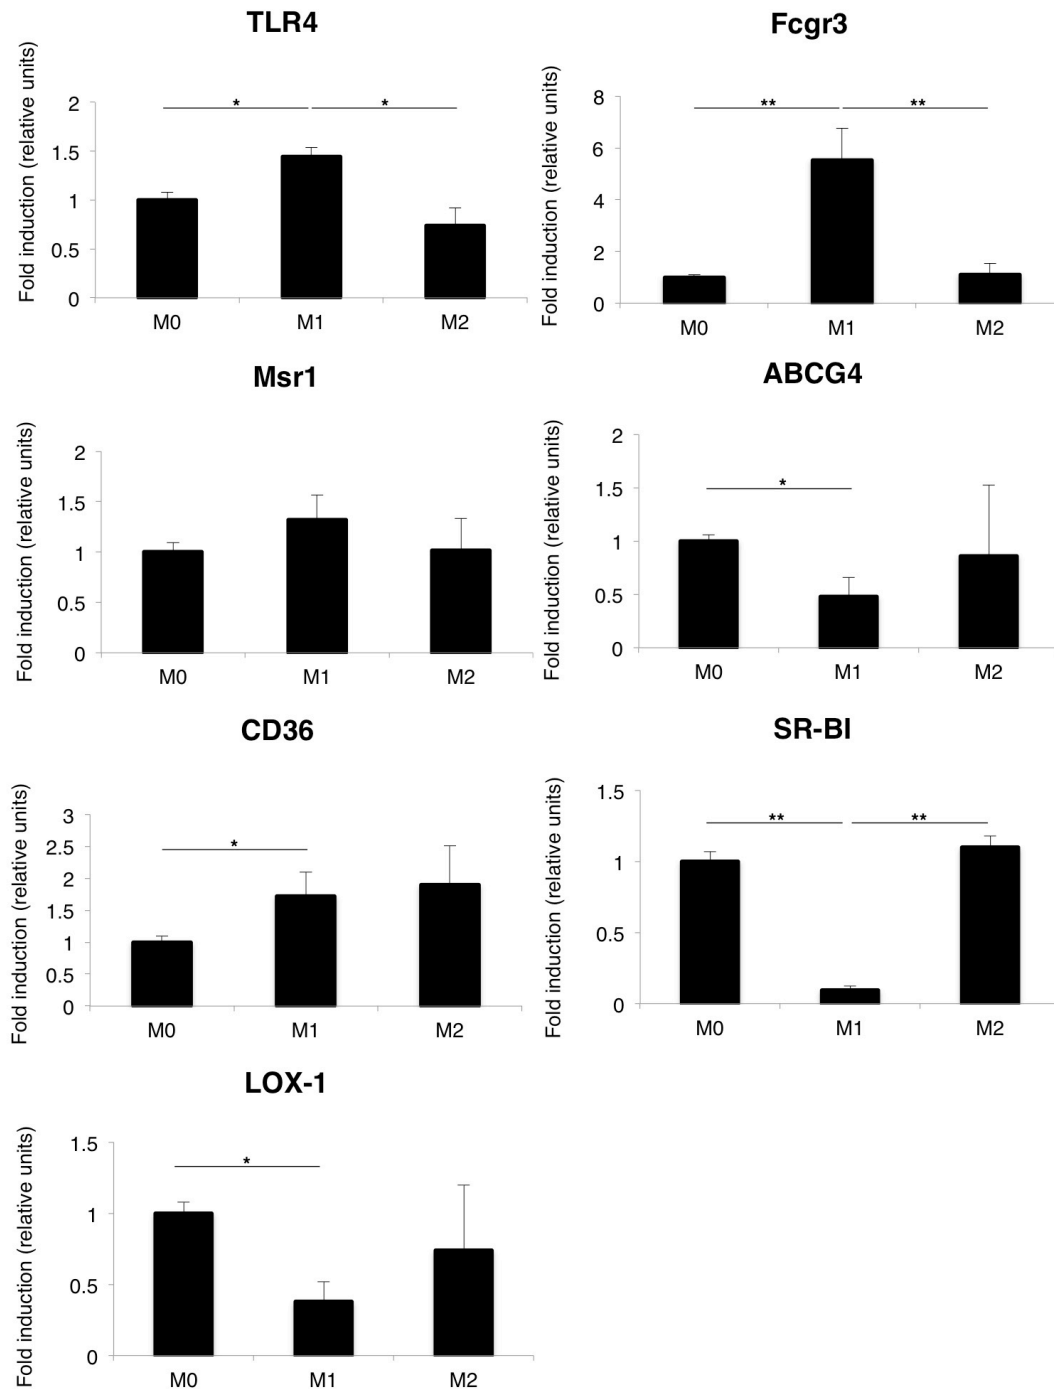 TLR4
Fold induction (relative units)
2
1.5
1
0.5
0
* *
M0 M1 M2
Fcgr3
Fold induction (relative units)
8
6
4
2
0
** **
M0 M1 M2
Msr1
Fold induction (relative units)
2
1.5
1
0.5
0
M0 M1 M2
ABCG4
Fold induction (relative units)
2
1.5
1
0.5
0
*
M0 M1 M2
CD36
Fold induction (relative units)
3
2.5
2
1.5
1
0.5
0
*
M0 M1 M2
SR-BI
Fold induction (relative units)
1.5
1
0.5
0
** **
M0 M1 M2
LOX-1
Fold induction (relative units)
1.5
1
0.5
0
*
M0 M1 M2